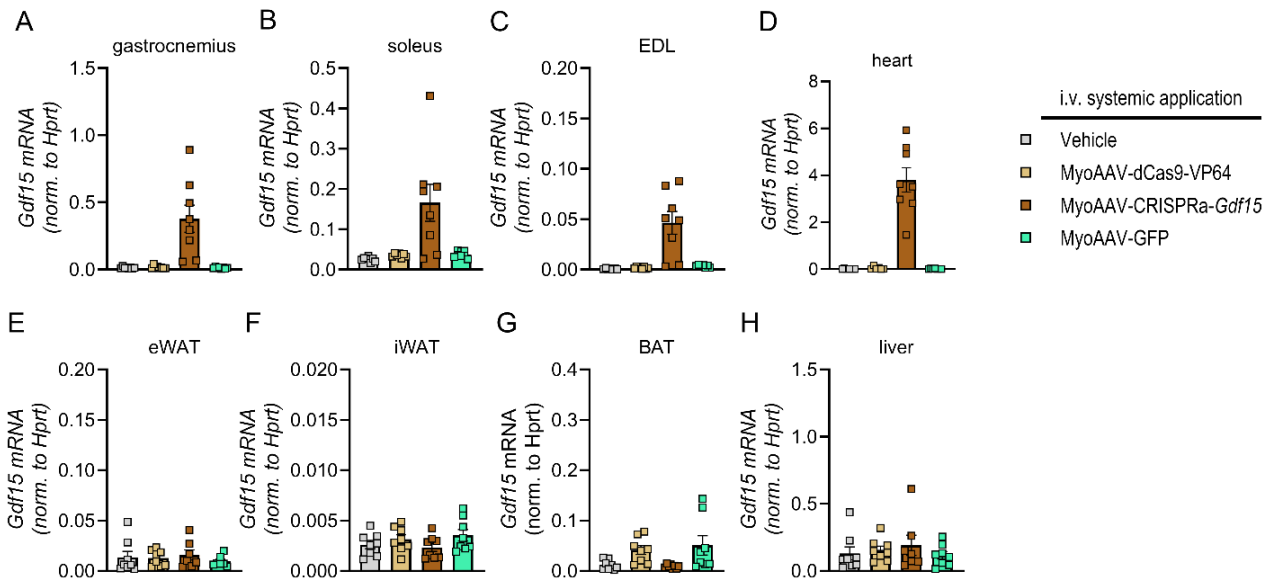 A
gastrocnemius
Gdf15 mRNA
(norm. to Hprt)
1.5
1.0
0.5
0.0
B
soleus
Gdf15 mRNA
(norm. to Hprt)
0.5
0.4
0.3
0.2
0.1
0.0
C
EDL
Gdf15 mRNA
(norm. to Hprt)
0.20
0.15
0.10
0.05
0.00
D
heart
Gdf15 mRNA
(norm. to Hprt)
8
6
4
2
0
i.v. systemic application
Vehicle
MyoAAV-dCas9-VP64
MyoAAV-CRISPRa-Gdf15
MyoAAV-GFP
E
eWAT
Gdf15 mRNA
(norm. to Hprt)
0.20
0.15
0.10
0.05
0.00
F
iWAT
Gdf15 mRNA
(norm. to Hprt)
0.020
0.015
0.010
0.005
0.000
G
BAT
Gdf15 mRNA
(norm. to Hprt)
0.4
0.3
0.2
0.1
0.0
H
liver
Gdf15 mRNA
(norm. to Hprt)
1.5
1.0
0.5
0.0